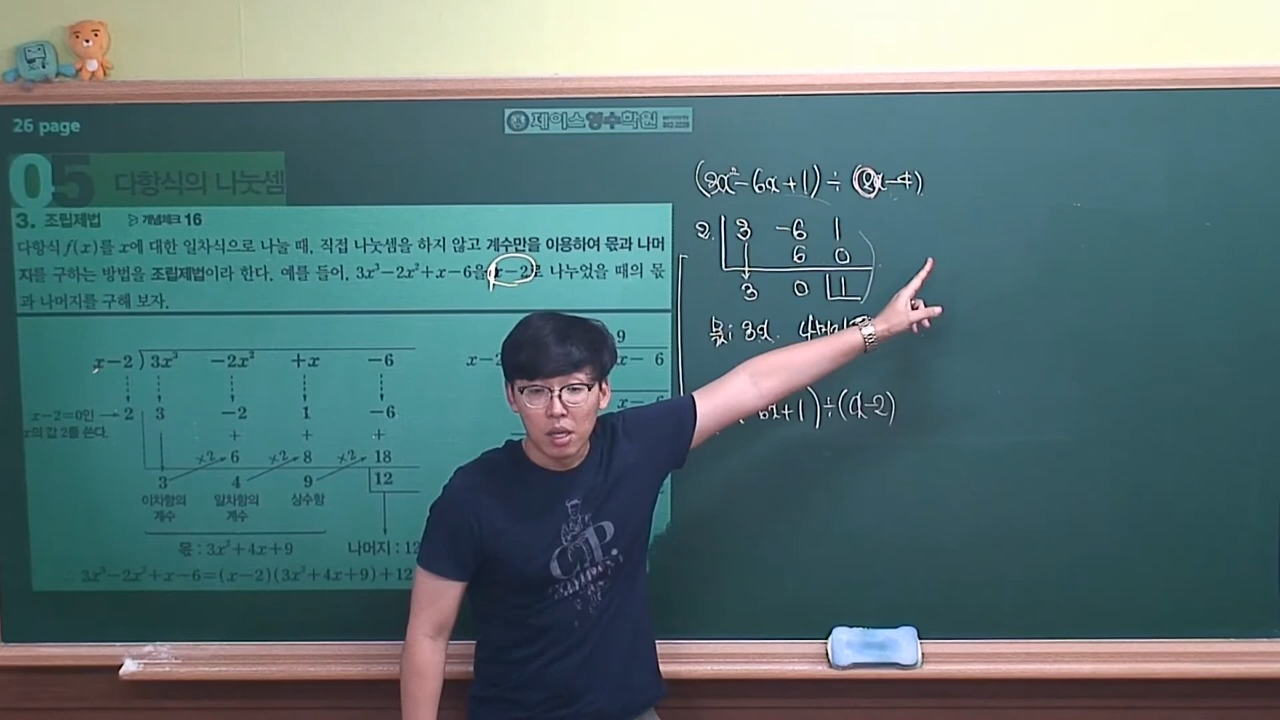 26 page
제이스영수학원
05 다항식의 나눗셈
3. 조립제법 ▷ 개념체크 16
다항식 f(x)를 x에 대한 일차식으로 나눌 때, 직접 나눗셈을 하지 않고 계수만을 이용하여 몫과 나머
지를 구하는 방법을 조립제법이라 한다. 예를 들어, 3x³−2x²+x−6을 x−2로 나누었을 때의 몫
과 나머지를 구해 보자.
x−2 ) 3x³ −2x² +x −6
x−2=0인 → 2 3 −2 1 −6
x의 값 2를 쓴다.
+ + +
×2 6 ×2 8 ×2 18
3 4 9 12
이차항의 일차항의 상수항
계수 계수
몫 : 3x²+4x+9 나머지 : 12
∴ 3x³−2x²+x−6=(x−2)(3x²+4x+9)+12
9
x−2
x− 6
(3x²−6x+1)÷(2x−4)
2 3 −6 1
6 0
3 0 1
몫: 3x.
6x+1)÷(x−2)